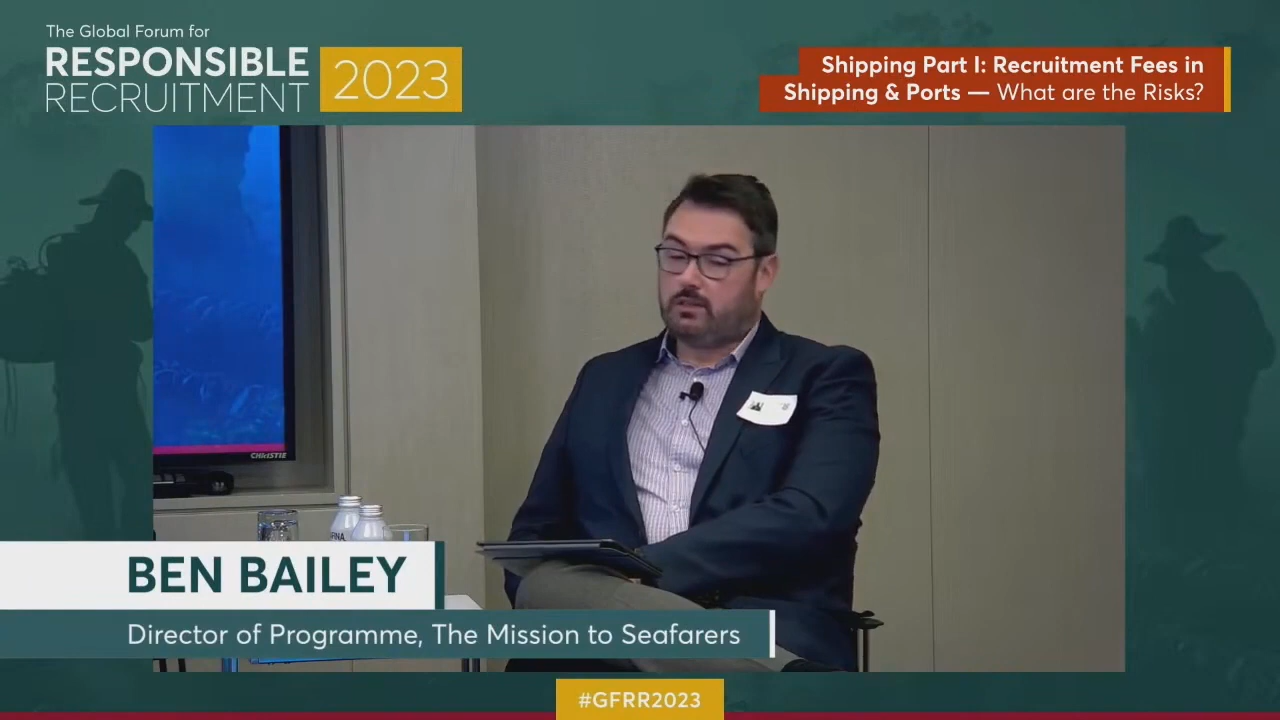 The Global Forum for
RESPONSIBLE
RECRUITMENT
2023
Shipping Part I: Recruitment Fees in
Shipping & Ports — What are the Risks?
CHRISTIE
BEN BAILEY
Director of Programme, The Mission to Seafarers
#GFRR2023